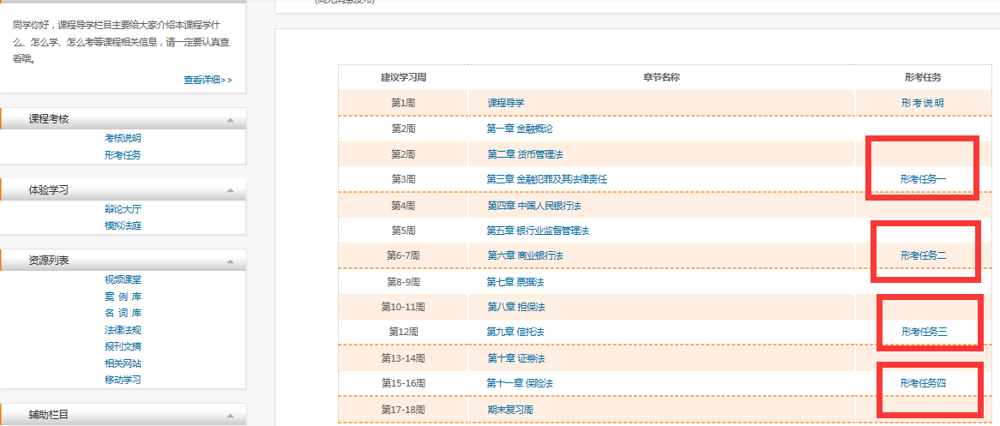 同学你好，课程导学栏目主要给大家介绍本课程学什
么、怎么学、怎么考等课程相关信息，请一定要认真查
看哦。
查看详细>>
课程考核
考核说明
形考任务
体验学习
辩论大厅
模拟法庭
资源列表
视频课堂
案 例 库
名 词 库
法律法规
报刊文摘
相关网站
移动学习
辅助栏目
建议学习周 章节名称 形考任务
第1周 课程导学 形 考 说 明
第2周 第一章 金融概论
第2周 第二章 货币管理法
第3周 第三章 金融犯罪及其法律责任 形考任务一
第4周 第四章 中国人民银行法
第5周 第五章 银行业监督管理法
第6-7周 第六章 商业银行法 形考任务二
第8-9周 第七章 票据法
第10-11周 第八章 担保法
第12周 第九章 信托法 形考任务三
第13-14周 第十章 证券法
第15-16周 第十一章 保险法 形考任务四
第17-18周 期末复习周